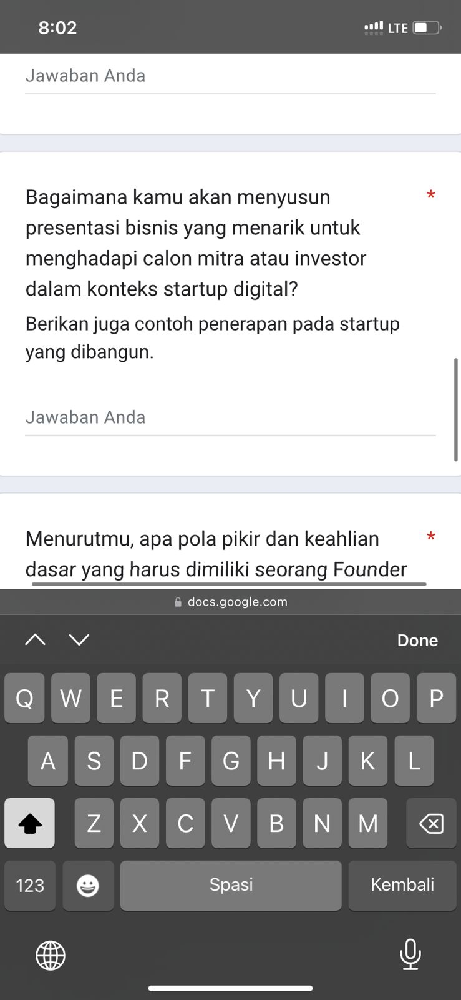 8:02
LTE
Jawaban Anda
Bagaimana kamu akan menyusun *
presentasi bisnis yang menarik untuk
menghadapi calon mitra atau investor
dalam konteks startup digital?
Berikan juga contoh penerapan pada startup
yang dibangun.
Jawaban Anda
Menurutmu, apa pola pikir dan keahlian *
dasar yang harus dimiliki seorang Founder
docs.google.com
Done
Q W E R T Y U I O P
A S D F G H J K L
Z X C V B N M
123 Spasi Kembali